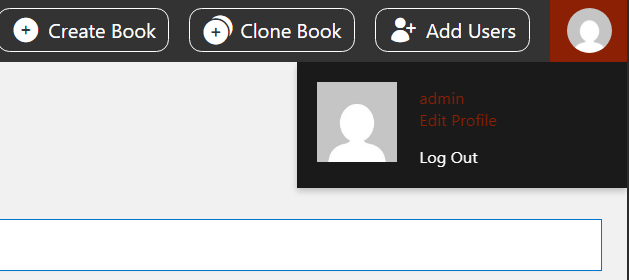 Create Book
Clone Book
Add Users
admin
Edit Profile
Log Out